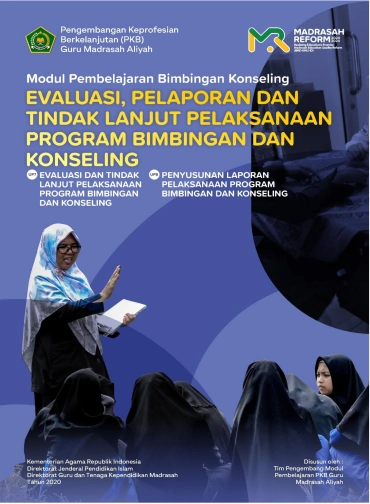 Pengembangan Keprofesian
Berkelanjutan (PKB)
Guru Madrasah Aliyah
MADRASAH
REFORM
Modul Pembelajaran Bimbingan Konseling
EVALUASI, PELAPORAN DAN
TINDAK LANJUT PELAKSANAAN
PROGRAM BIMBINGAN DAN
KONSELING
EVALUASI DAN TINDAK
LANJUT PELAKSANAAN
PROGRAM BIMBINGAN
DAN KONSELING
PENYUSUNAN LAPORAN
PELAKSANAAN PROGRAM
BIMBINGAN DAN KONSELING
Kementerian Agama Republik Indonesia
Direktorat Jenderal Pendidikan Islam
Direktorat Guru dan Tenaga Kependidikan Madrasah
Tahun 2020
Disusun oleh :
Tim Pengembang Modul
Pembelajaran PKB Guru
Madrasah Aliyah